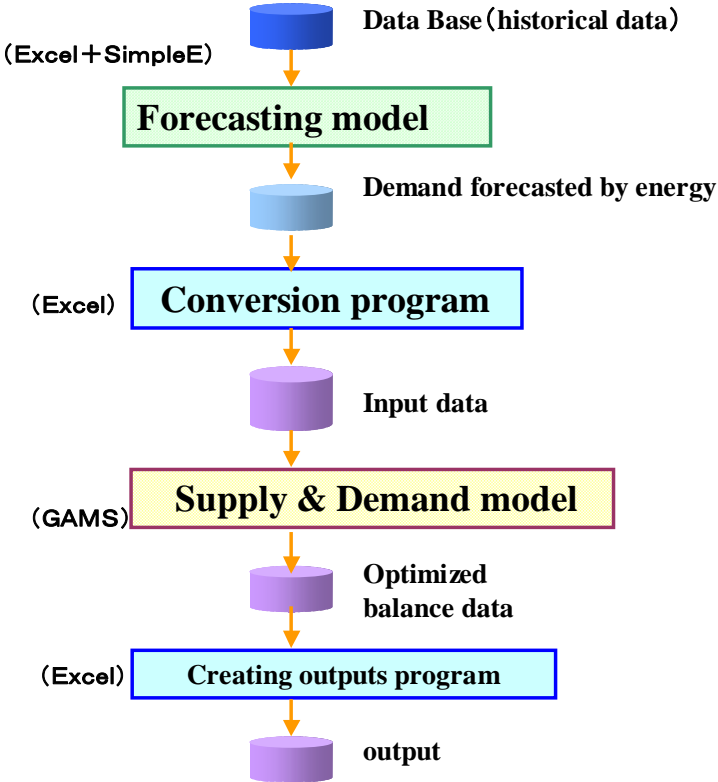 Data Base（historical data）
（Excel＋SimpleE）
Forecasting model
Demand forecasted by energy
（Excel）
Conversion program
Input data
Supply & Demand model
（GAMS）
Optimized
balance data
（Excel）
Creating outputs program
output